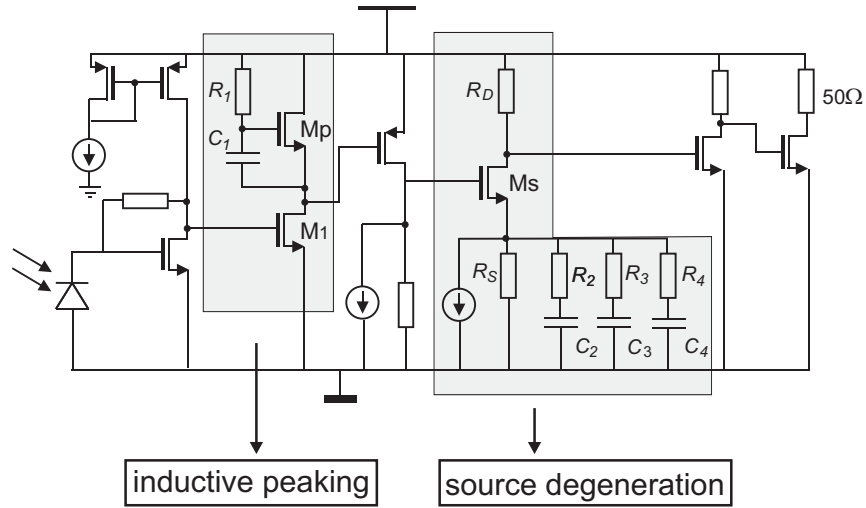 R1
C1
Mp
M1
RD
Ms
50Ω
RS
R2
R3
R4
C2
C3
C4
inductive peaking
source degeneration